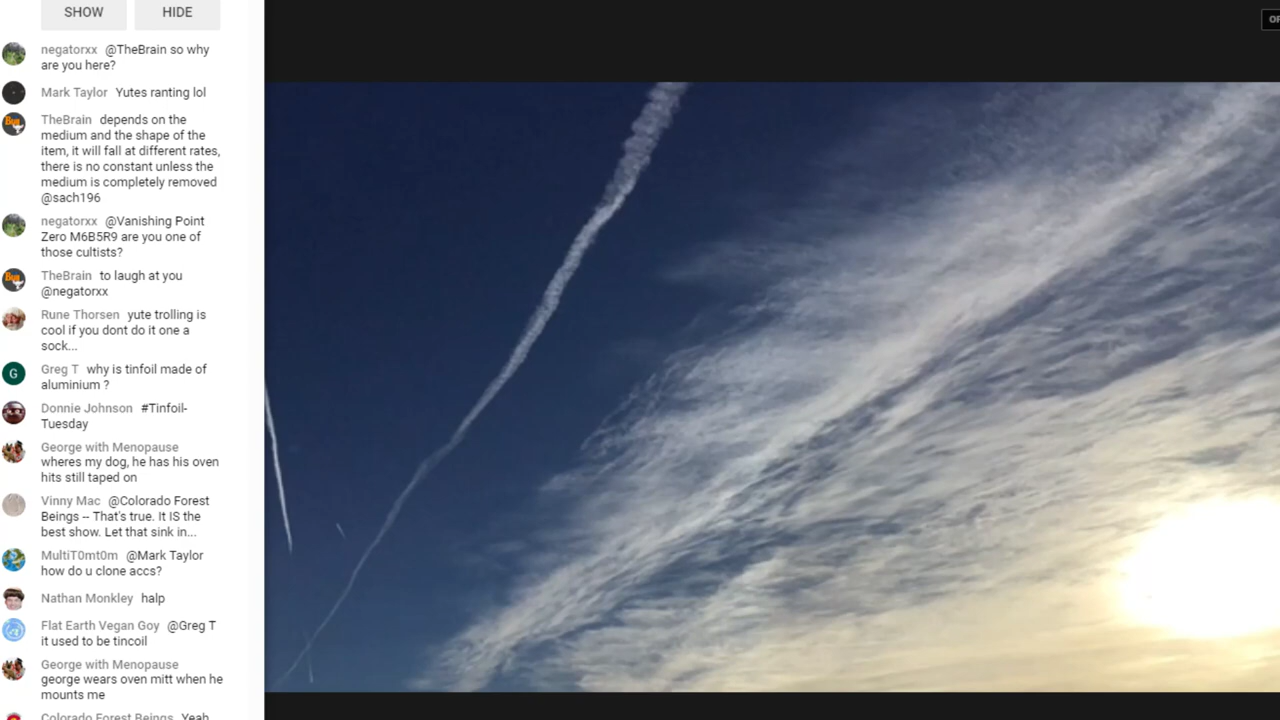 SHOW HIDE
negatorxx @TheBrain so why
are you here?
Mark Taylor Yutes ranting lol
TheBrain depends on the
medium and the shape of the
item, it will fall at different rates,
there is no constant unless the
medium is completely removed
@sach196
negatorxx @Vanishing Point
Zero M6B5R9 are you one of
those cultists?
TheBrain to laugh at you
@negatorxx
Rune Thorsen yute trolling is
cool if you dont do it one a
sock...
Greg T why is tinfoil made of
aluminium ?
Donnie Johnson #Tinfoil-
Tuesday
George with Menopause
wheres my dog, he has his oven
hits still taped on
Vinny Mac @Colorado Forest
Beings -- That's true. It IS the
best show. Let that sink in...
MultiT0mt0m @Mark Taylor
how do u clone accs?
Nathan Monkley halp
Flat Earth Vegan Goy @Greg T
it used to be tincoil
George with Menopause
george wears oven mitt when he
mounts me
Colorado Forest Beings Yeah